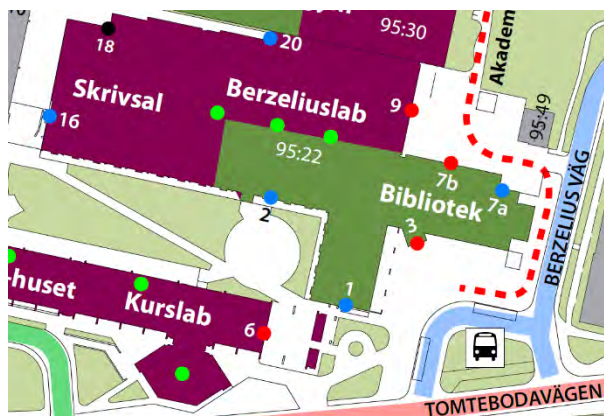 18
20
95:30
Akadem
Skrivsal
Berzeliuslab
9
95:49
16
95:22
7b
7a
Bibliotek
2
3
BERZELIUS VÄG
-huset
Kurslab
1
6
TOMTEBODAVÄGEN